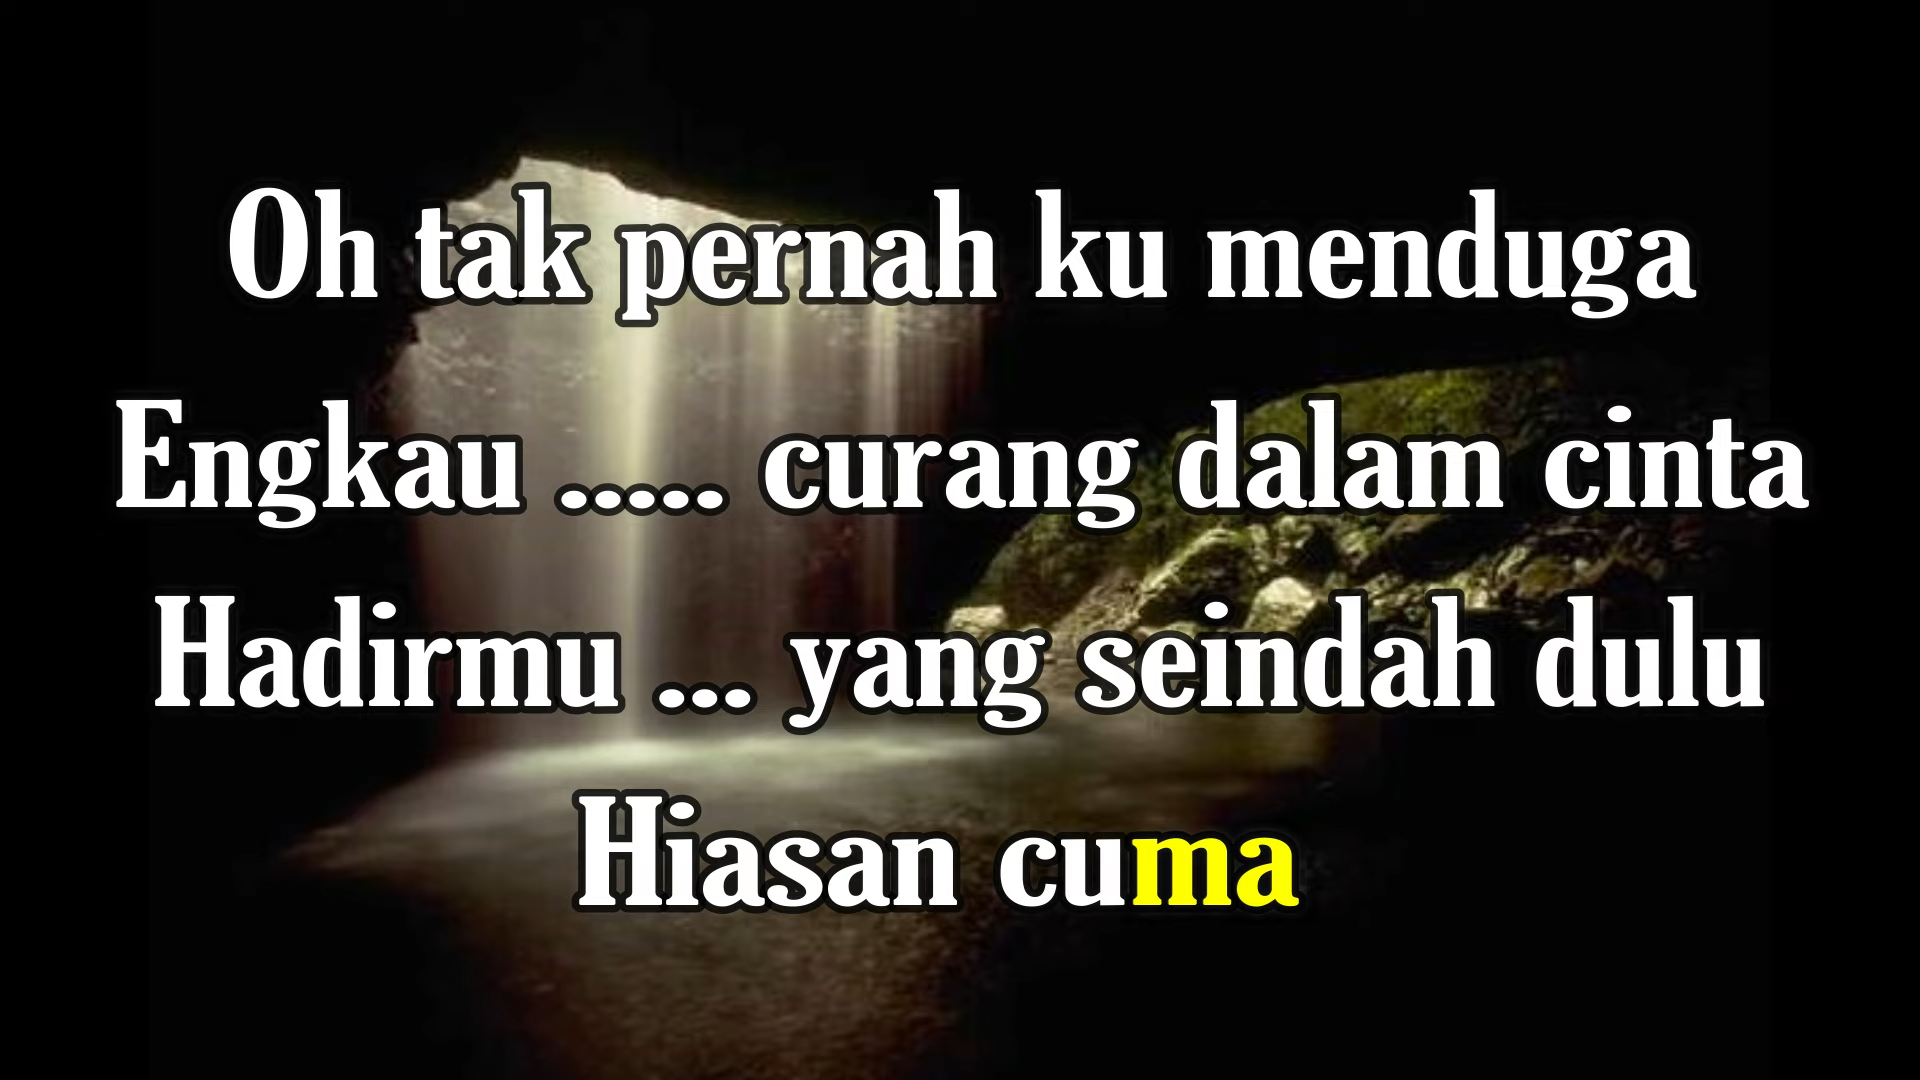 Oh tak pernah ku menduga
Engkau ..... curang dalam cinta
Hadirmu ... yang seindah dulu
Hiasan cuma